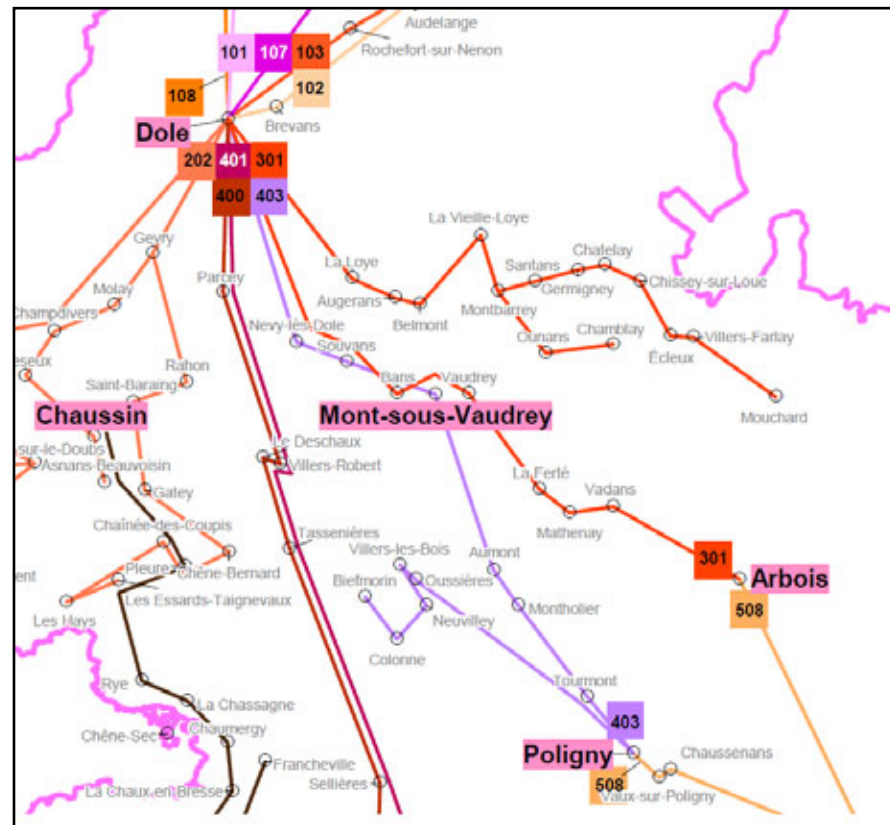 Audelange
Rochefort-sur-Nenon
101 107 103
102
108
Brevans
Dole
202 401 301
400 403
La Vieille-Loye
Gevry
Chatelay
Santans
La Loye
Germigney
Chissey-sur-Loue
Parcey
Molay
Augerans
Montbarrey
Champdivers
Belmont
Nevy-lès-Dole
Ounans
Chamblay
Villers-Farlay
Souvans
Écleux
Rahon
Bans
Vaudrey
Saint-Baraing
Mouchard
Chaussin
Mont-sous-Vaudrey
sur-le-Doubs
Le Deschaux
Asnans-Beauvoisin
Villers-Robert
La Ferté
Gatey
Vadans
Mathenay
Chaînée-des-Coupis
Tassenières
Villers-les-Bois
Aumont
301
Pleure
Chêne-Bernard
Biefmorin
Oussières
Arbois
Les Essards-Taignevaux
Neuvilley
Montholier
508
Les Hays
Colonne
Rye
Tourmont
La Chassagne
403
Chêne-Sec
Chaumergy
Poligny
Chaussenans
Francheville
508
La Chaux en Bresse
Sellières
Vaux-sur-Poligny